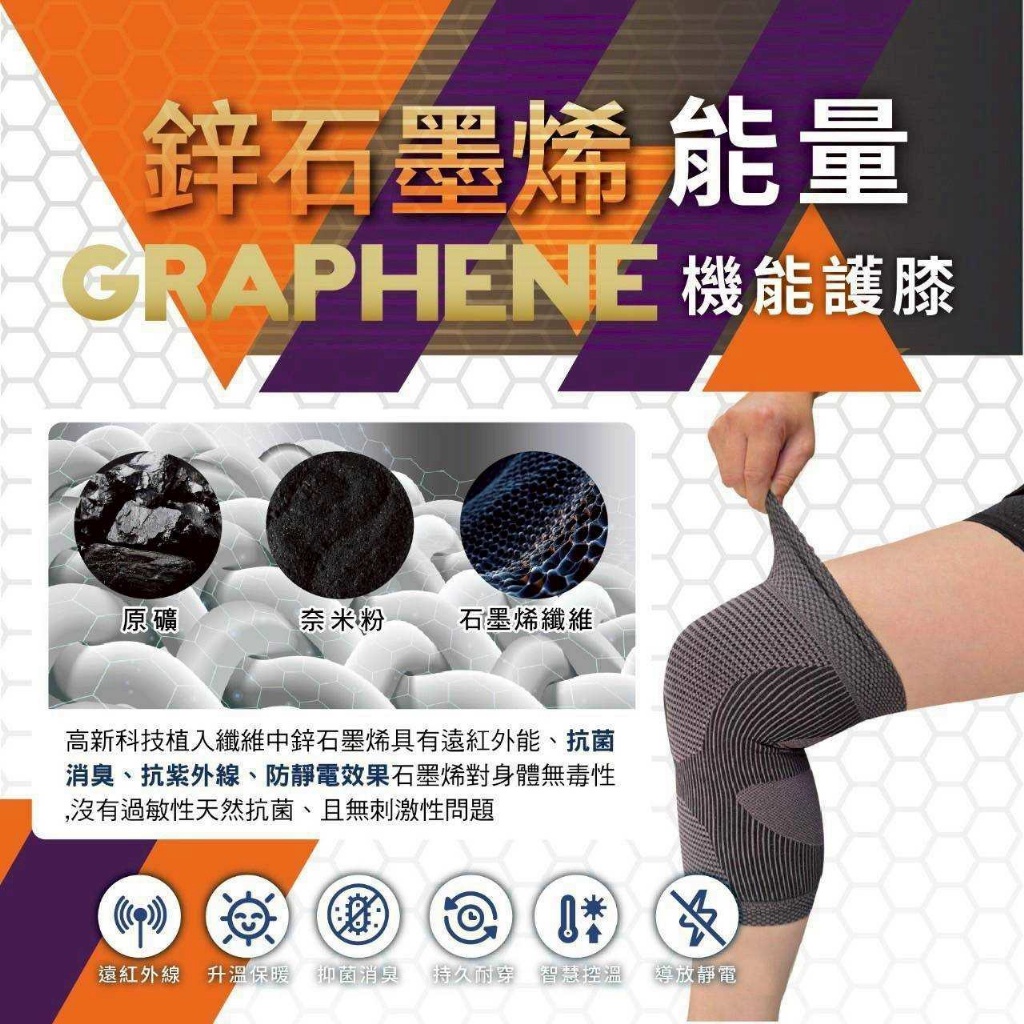 鋅石墨烯 能量
GRAPHENE 機能護膝
原礦
奈米粉
石墨烯纖維
高新科技植入纖維中鋅石墨烯具有遠紅外能、抗菌
消臭、抗紫外線、防靜電效果石墨烯對身體無毒性
,沒有過敏性天然抗菌、且無刺激性問題
遠紅外線
升溫保暖
抑菌消臭
持久耐穿
智慧控溫
導放靜電